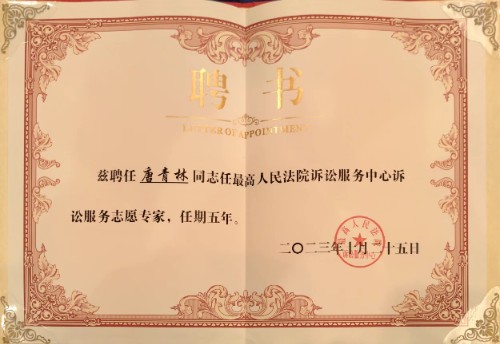 聘书
LETTER OF APPOINTMENT
兹聘任唐青林同志任最高人民法院诉讼服务中心诉
讼服务志愿专家，任期五年。
二〇二三年十月二十五日